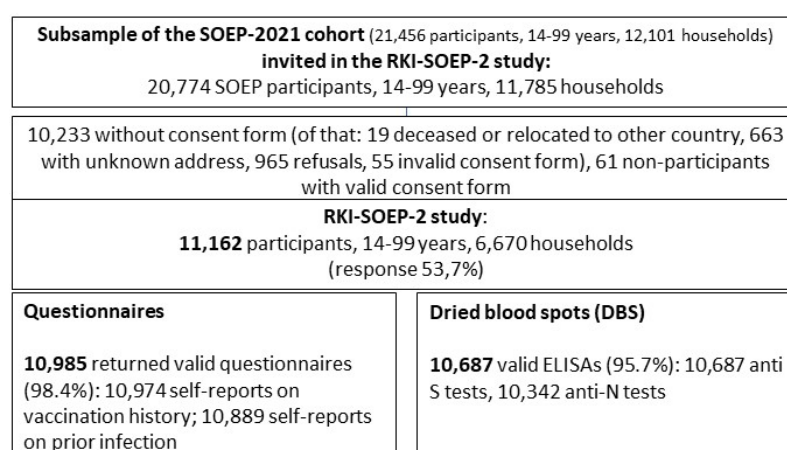 Subsample of the SOEP-2021 cohort (21,456 participants, 14-99 years, 12,101 households)
invited in the RKI-SOEP-2 study:
20,774 SOEP participants, 14-99 years, 11,785 households
10,233 without consent form (of that: 19 deceased or relocated to other country, 663
with unknown address, 965 refusals, 55 invalid consent form), 61 non-participants
with valid consent form
RKI-SOEP-2 study:
11,162 participants, 14-99 years, 6,670 households
(response 53,7%)
Questionnaires
10,985 returned valid questionnaires
(98.4%): 10,974 self-reports on
vaccination history; 10,889 self-reports
on prior infection
Dried blood spots (DBS)
10,687 valid ELISAs (95.7%): 10,687 anti
S tests, 10,342 anti-N tests